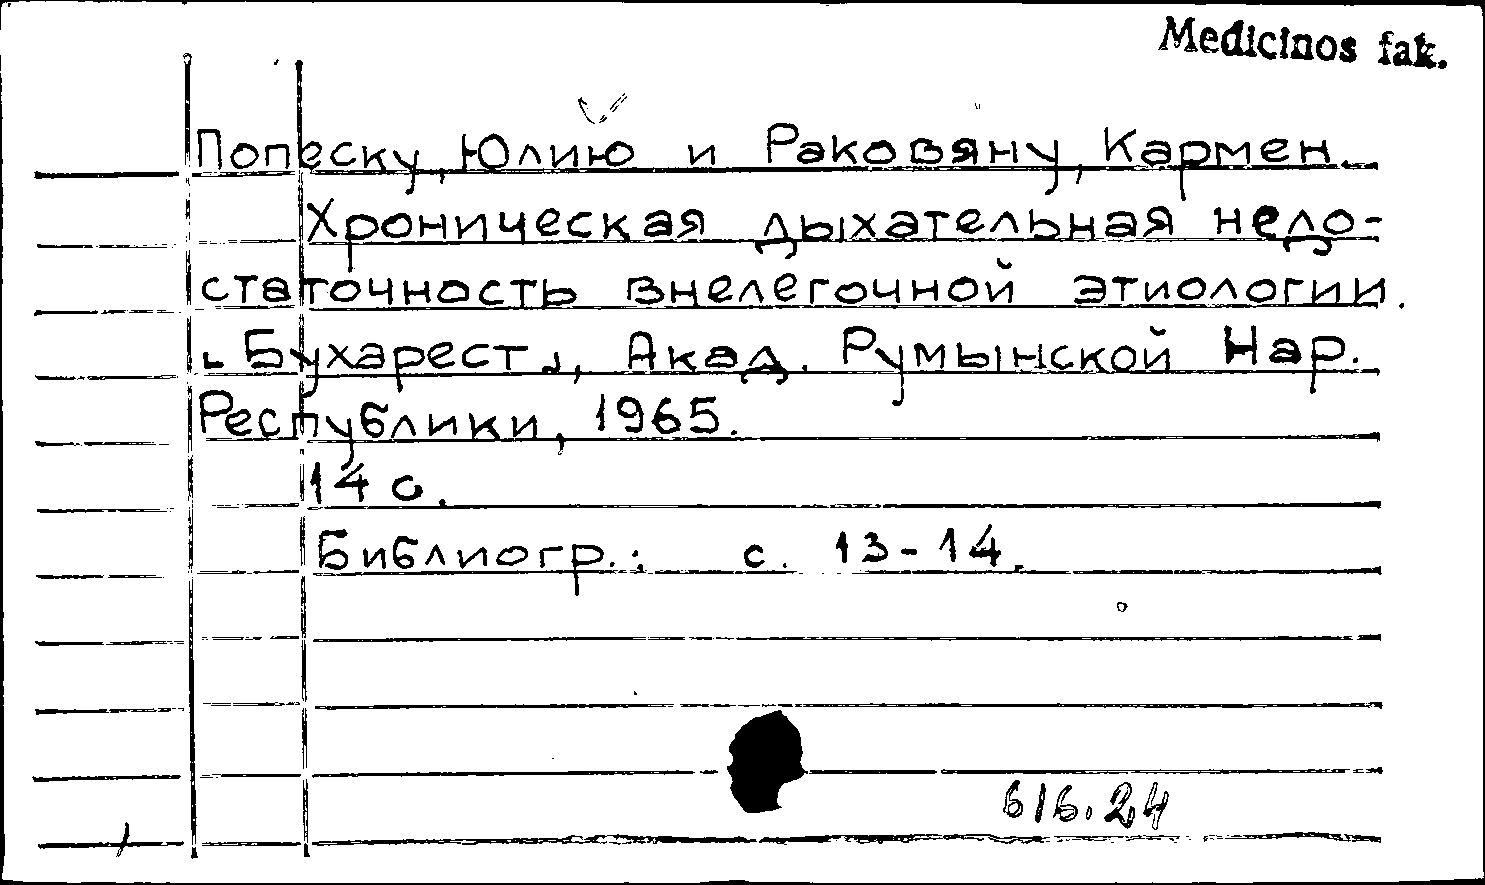 Medicinos fak.
Попеску, Юлию и Раковяну, Кармен.
Хроническая дыхательная недо-
статочность внелегочной этиологии.
[Бухарест], Акад. Румынской Нар.
Республики, 1965.
14 с.
Библиогр.: с. 13-14.
616.24